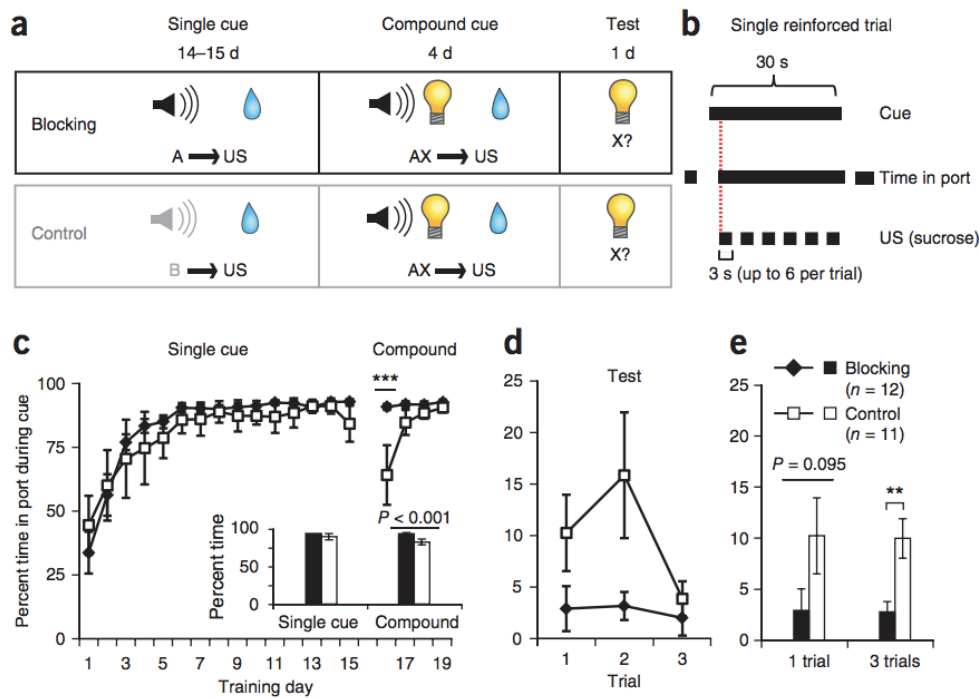 a
Single cue
14–15 d
Compound cue
4 d
Test
1 d
Blocking
A → US
AX → US
X?
Control
B → US
AX → US
X?
b
Single reinforced trial
30 s
Cue
Time in port
US (sucrose)
3 s (up to 6 per trial)
c
Single cue
Compound
***
Percent time in port during cue
100
75
50
25
0
1 3 5 7 9 11 13 15 17 19
Training day
Percent time
100
50
0
P < 0.001
Single cue
Compound
d
Test
25
20
15
10
5
0
1 2 3
Trial
e
Blocking
(n = 12)
Control
(n = 11)
25
20
15
10
5
0
P = 0.095
**
1 trial
3 trials